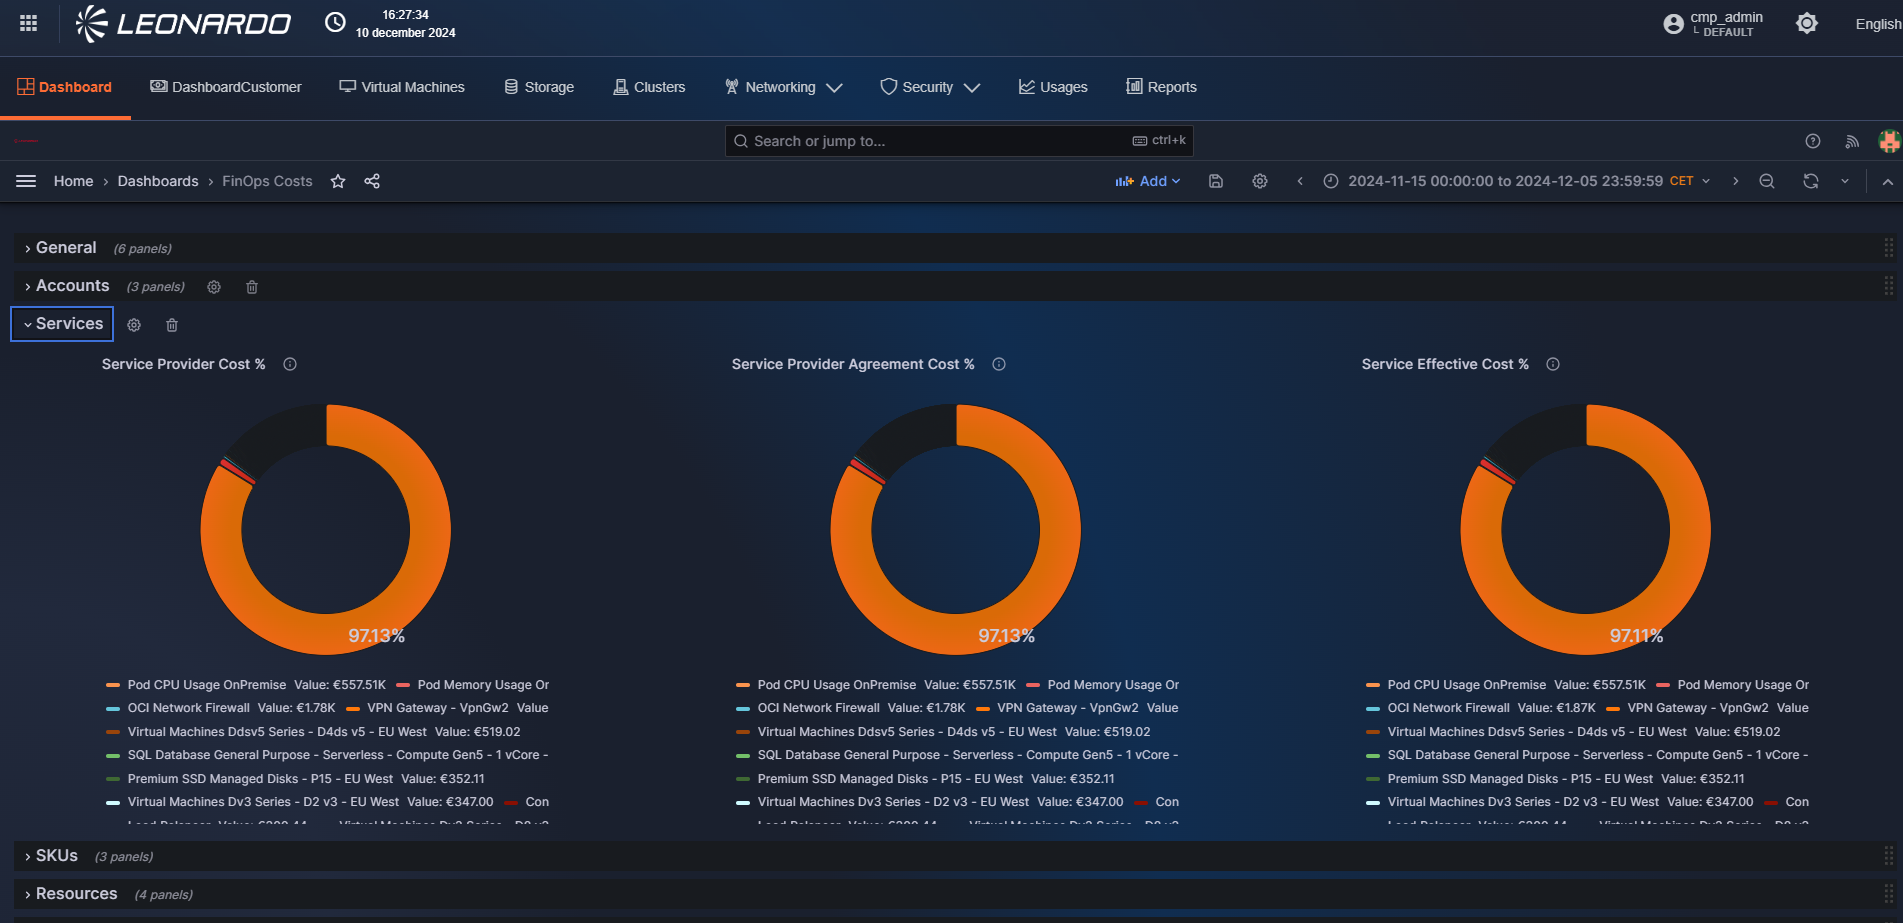 LEONARDO
16:27:34
10 december 2024
cmp_admin
DEFAULT
English
Dashboard DashboardCustomer Virtual Machines Storage Clusters Networking Security Usages Reports
Search or jump to... ctrl+k
Home › Dashboards › FinOps Costs Add 2024-11-15 00:00:00 to 2024-12-05 23:59:59 CET
General (6 panels)
Accounts (3 panels)
Services
Service Provider Cost %
97.13%
Pod CPU Usage OnPremise Value: €557.51K Pod Memory Usage Or
OCI Network Firewall Value: €1.78K VPN Gateway - VpnGw2 Value
Virtual Machines Ddsv5 Series - D4ds v5 - EU West Value: €519.02
SQL Database General Purpose - Serverless - Compute Gen5 - 1 vCore -
Premium SSD Managed Disks - P15 - EU West Value: €352.11
Virtual Machines Dv3 Series - D2 v3 - EU West Value: €347.00 Con
Service Provider Agreement Cost %
97.13%
Pod CPU Usage OnPremise Value: €557.51K Pod Memory Usage Or
OCI Network Firewall Value: €1.78K VPN Gateway - VpnGw2 Value
Virtual Machines Ddsv5 Series - D4ds v5 - EU West Value: €519.02
SQL Database General Purpose - Serverless - Compute Gen5 - 1 vCore -
Premium SSD Managed Disks - P15 - EU West Value: €352.11
Virtual Machines Dv3 Series - D2 v3 - EU West Value: €347.00 Con
Service Effective Cost %
97.11%
Pod CPU Usage OnPremise Value: €557.51K Pod Memory Usage Or
OCI Network Firewall Value: €1.87K VPN Gateway - VpnGw2 Value
Virtual Machines Ddsv5 Series - D4ds v5 - EU West Value: €519.02
SQL Database General Purpose - Serverless - Compute Gen5 - 1 vCore -
Premium SSD Managed Disks - P15 - EU West Value: €352.11
Virtual Machines Dv3 Series - D2 v3 - EU West Value: €347.00 Con
SKUs (3 panels)
Resources (4 panels)